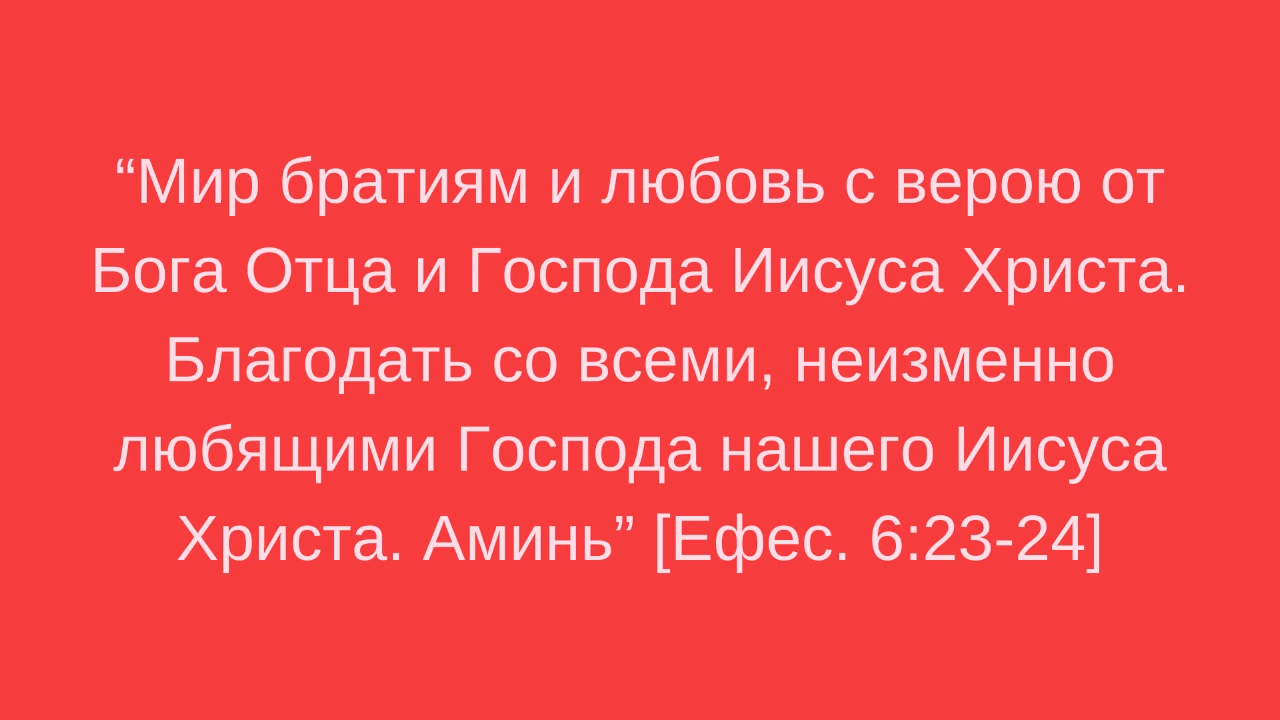 “Мир братиям и любовь с верою от
Бога Отца и Господа Иисуса Христа.
Благодать со всеми, неизменно
любящими Господа нашего Иисуса
Христа. Аминь” [Ефес. 6:23-24]